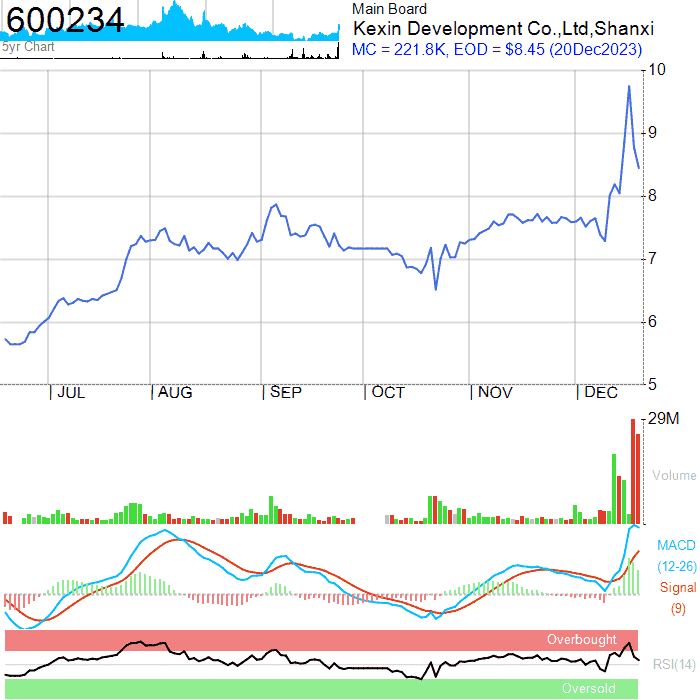 600234
5yr Chart
Main Board
Kexin Development Co.,Ltd,Shanxi
MC = 221.8K, EOD = $8.45 (20Dec2023)
10
9
8
7
6
5
JUL
AUG
SEP
OCT
NOV
DEC
29M
Volume
MACD
(12-26)
Signal
(9)
Overbought
RSI(14)
Oversold